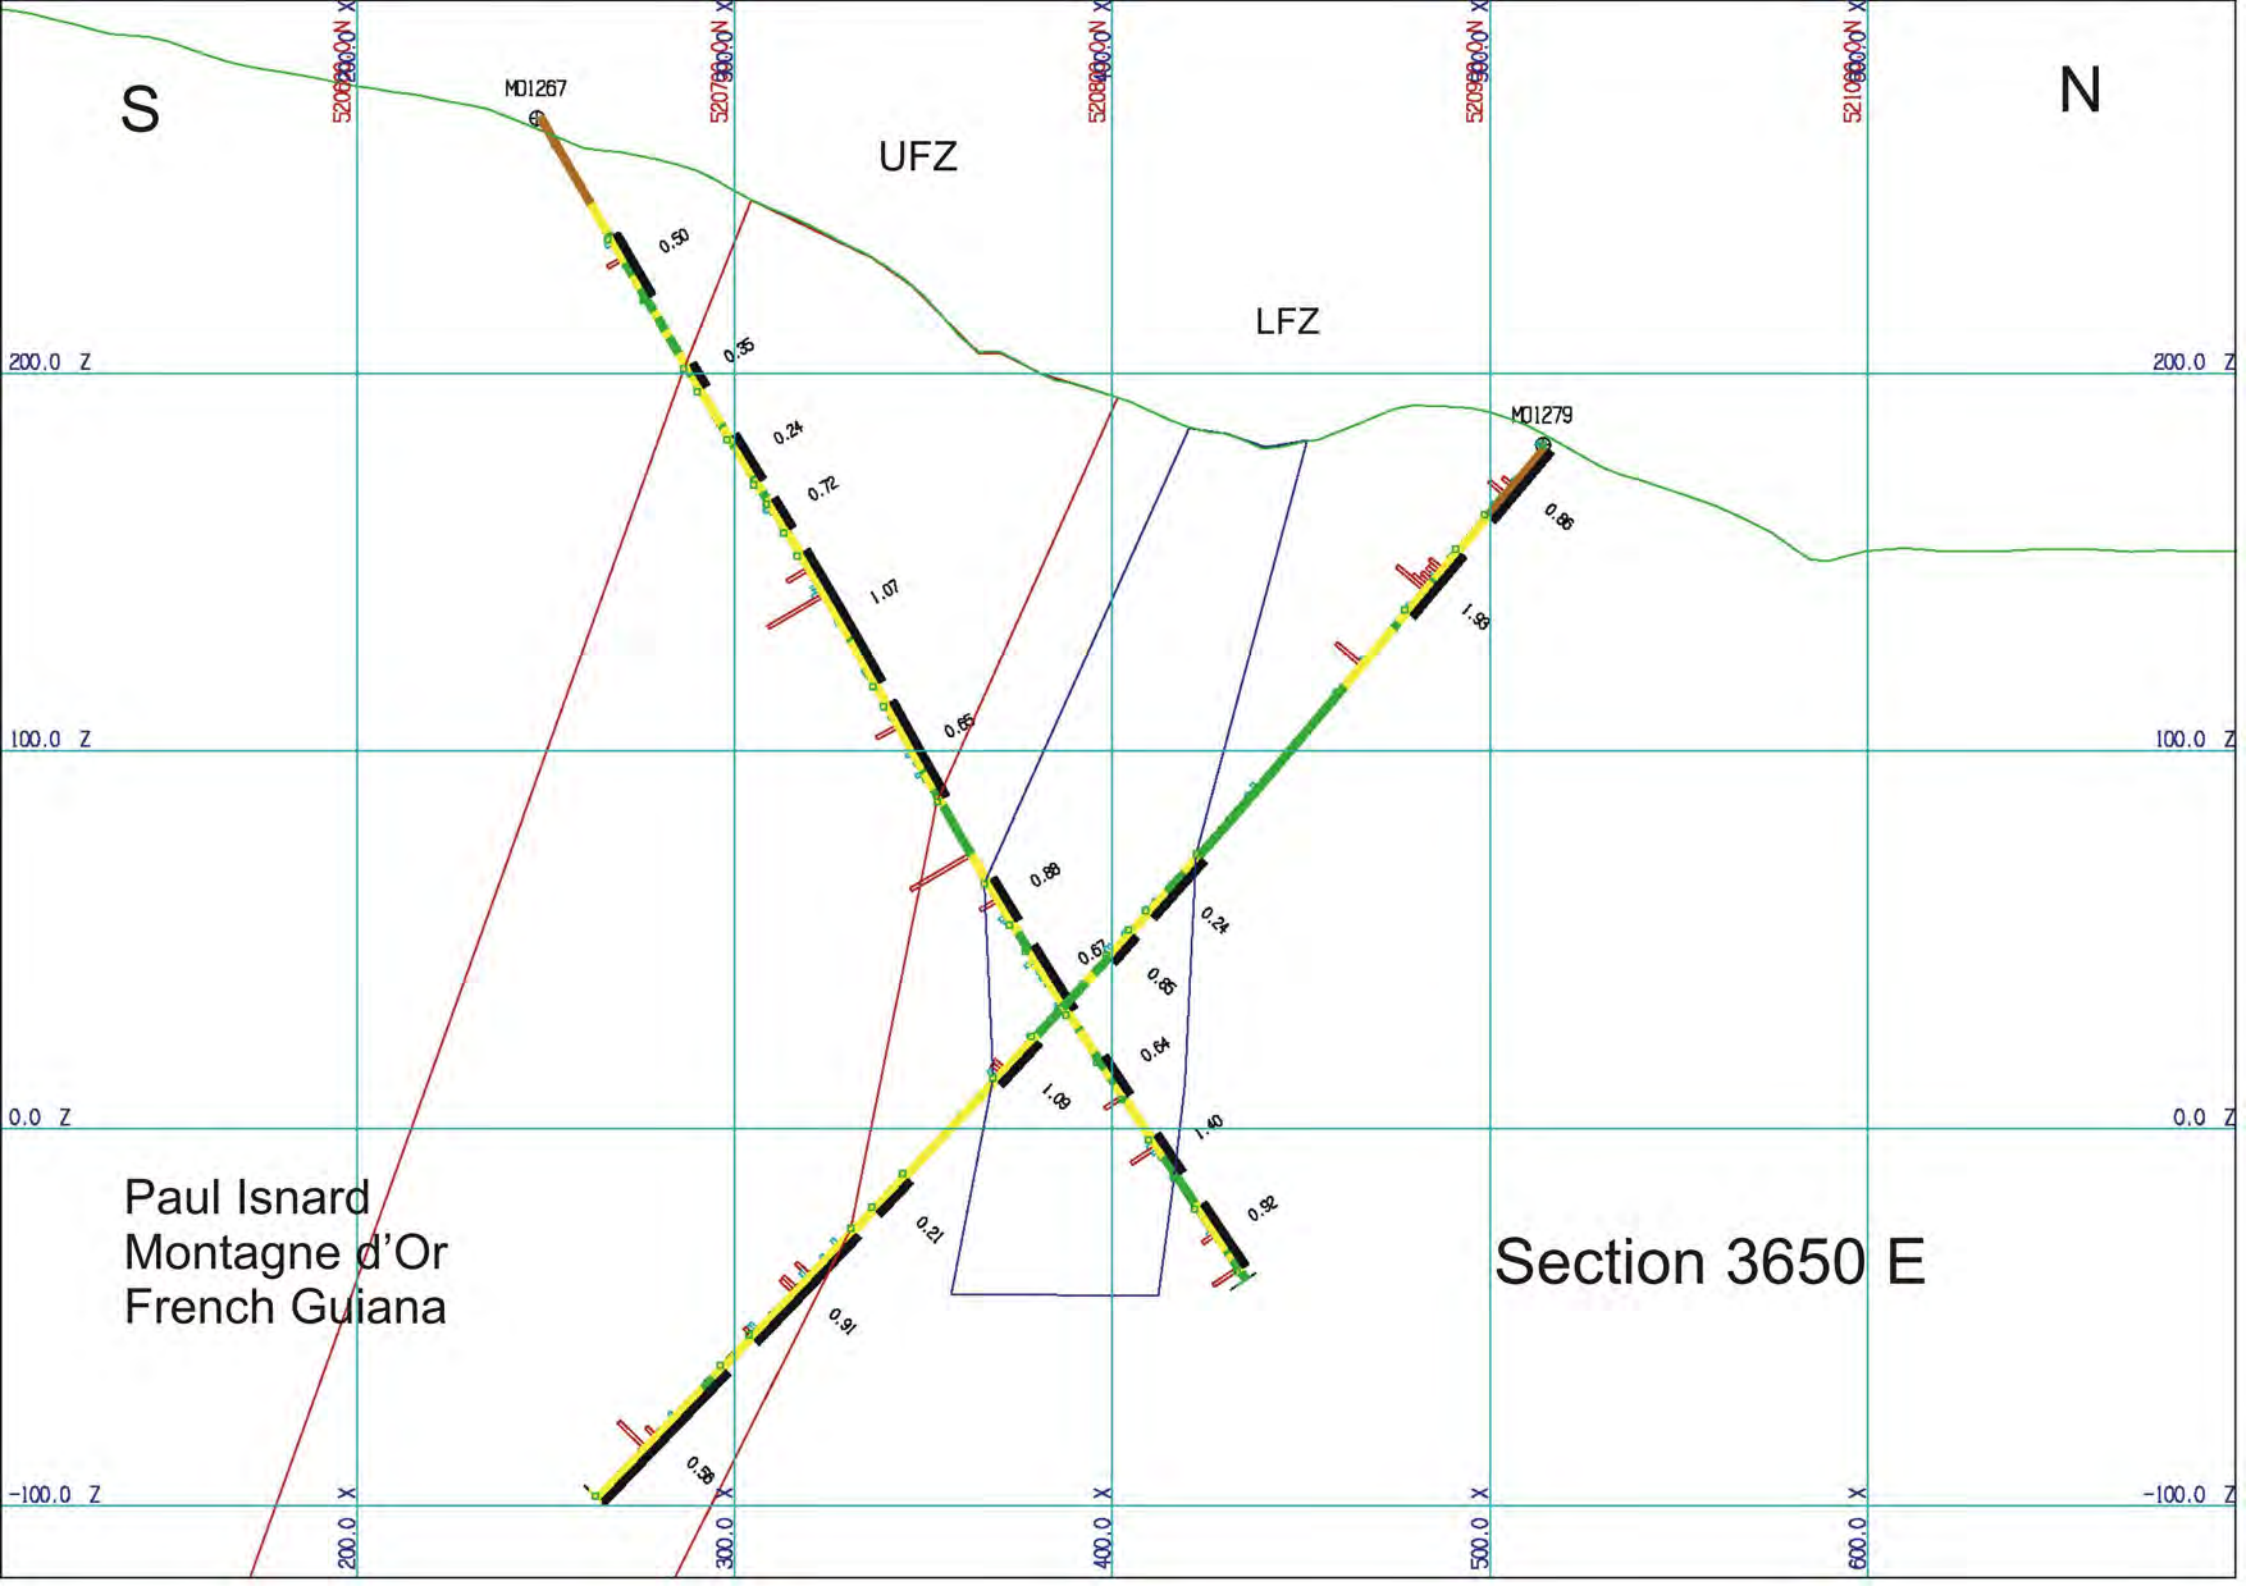 S
N
MO1267
UFZ
LFZ
MO1279
200.0 Z
200.0 Z
100.0 Z
100.0 Z
0.0 Z
0.0 Z
-100.0 Z
-100.0 Z
0.50
0.35
0.24
0.72
1.07
0.65
0.88
0.67
0.64
1.40
0.92
0.86
1.93
0.24
0.85
1.09
0.21
0.91
0.56
Paul Isnard
Montagne d’Or
French Guiana
Section 3650 E
200.0 X
300.0 X
400.0 X
500.0 X
600.0 X